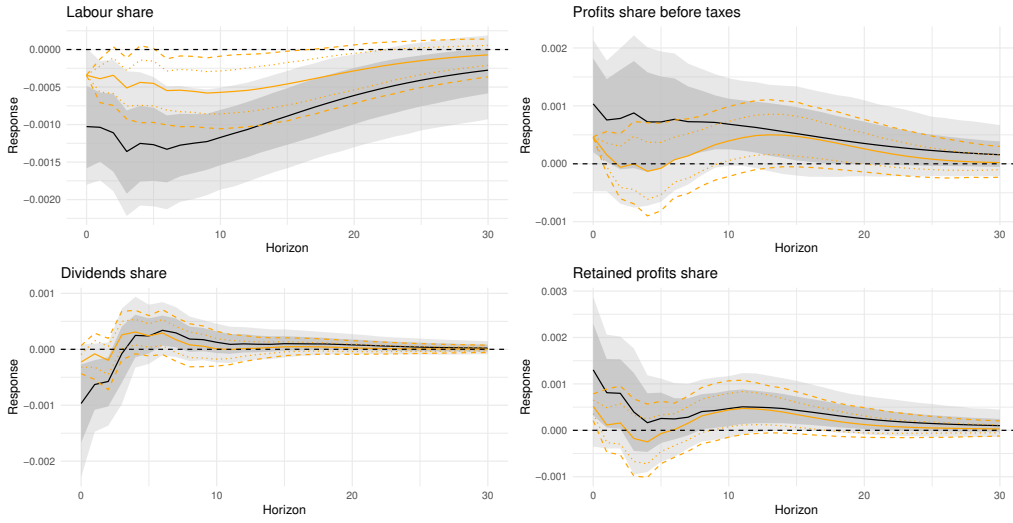 Labour share
0.0000
−0.0005
−0.0010
−0.0015
−0.0020
Response
0
10
20
30
Horizon
Profits share before taxes
0.002
0.001
0.000
−0.001
Response
0
10
20
30
Horizon
Dividends share
0.001
0.000
−0.001
−0.002
Response
0
10
20
30
Horizon
Retained profits share
0.003
0.002
0.001
0.000
−0.001
Response
0
10
20
30
Horizon